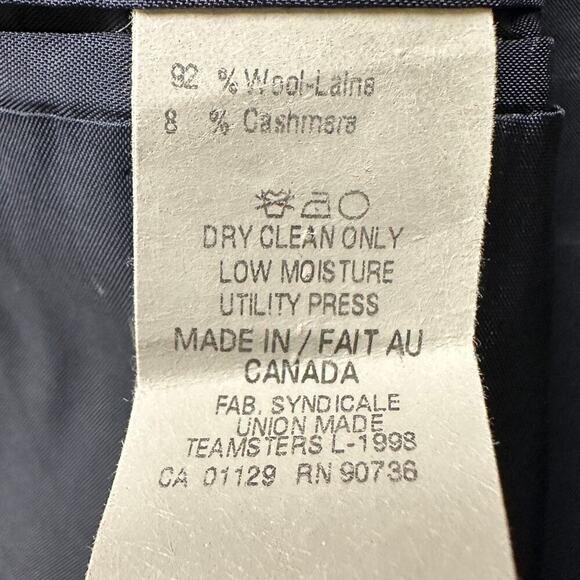 92 % Wool-Laine
8 % Cashmere
DRY CLEAN ONLY
LOW MOISTURE
UTILITY PRESS
MADE IN / FAIT AU
CANADA
FAB. SYNDICALE
UNION MADE
TEAMSTERS L-1998
CA 01129 RN 90736